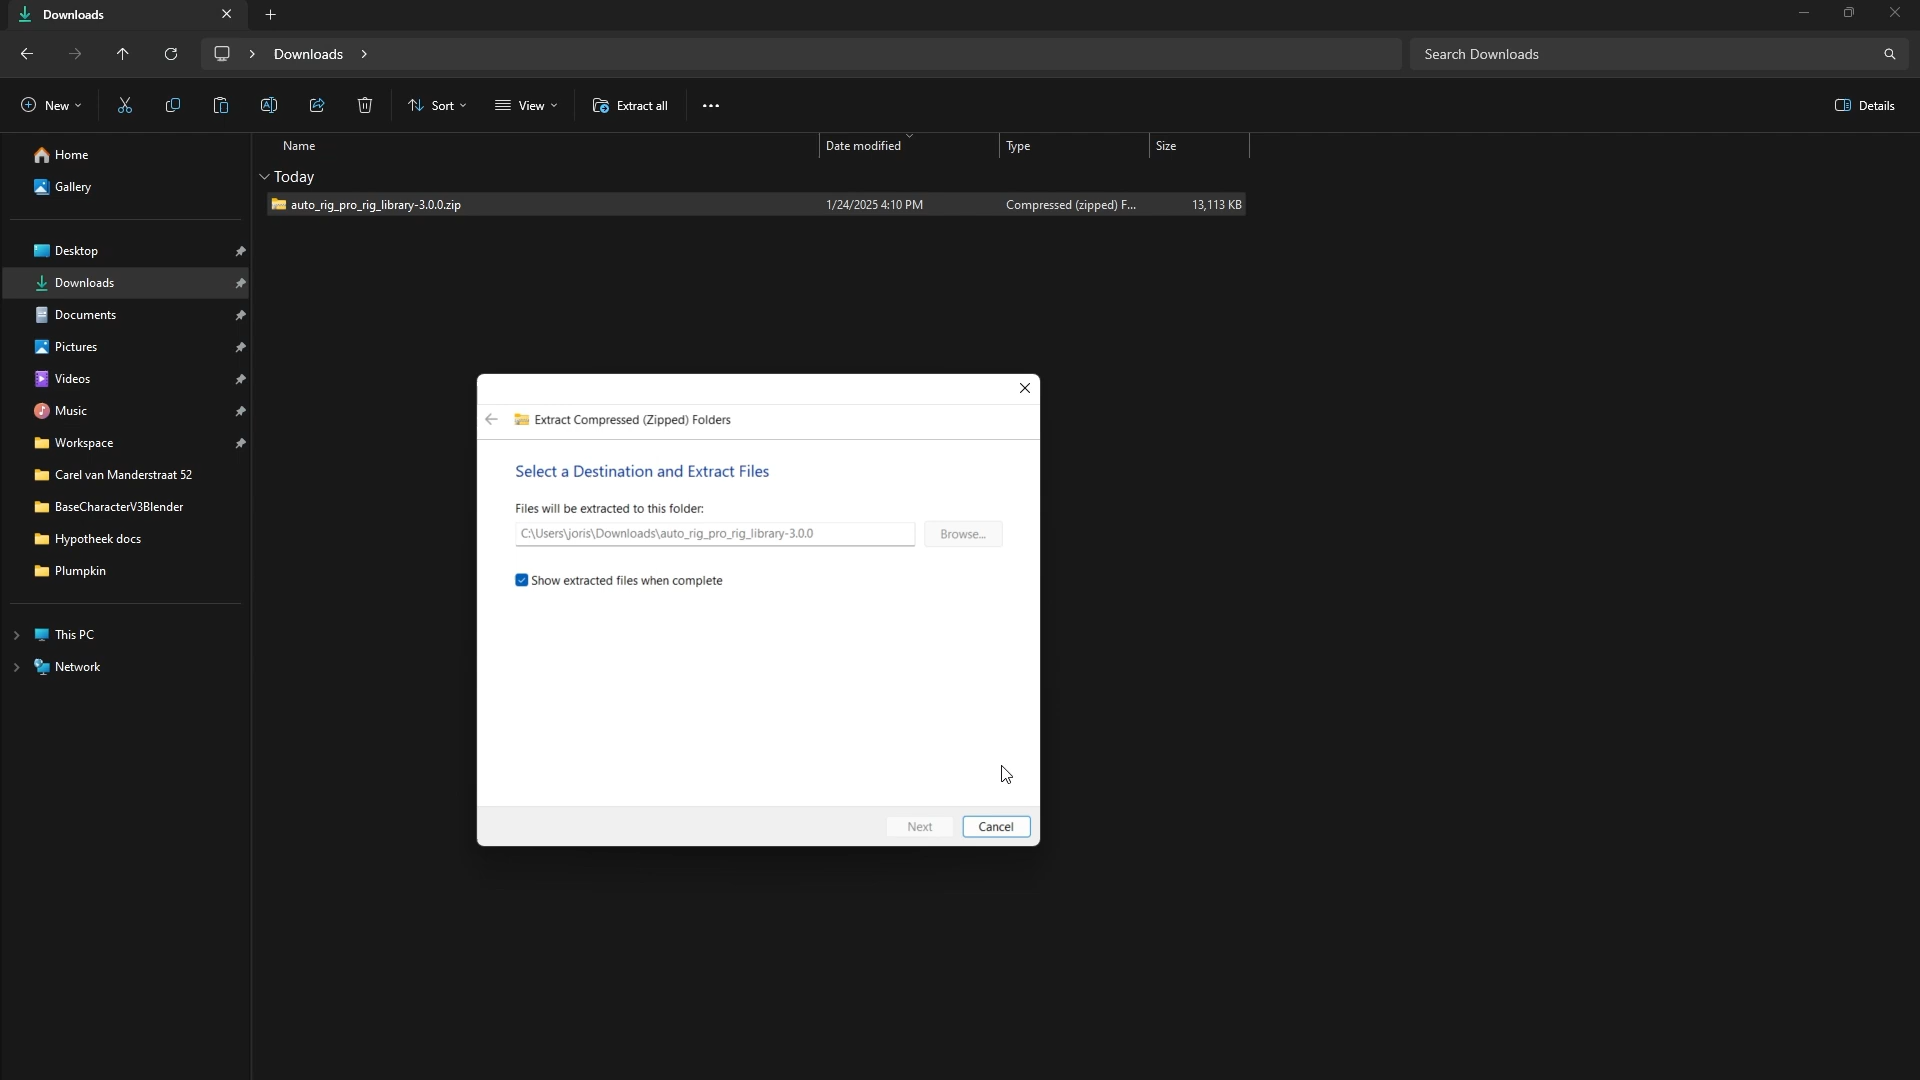 Downloads
Downloads
Search Downloads
New
Sort
View
Extract all
Details
Name
Date modified
Type
Size
Today
auto_rig_pro_rig_library-3.0.0.zip
1/24/2025 4:10 PM
Compressed (zipped) F...
13,113 KB
Home
Gallery
Desktop
Downloads
Documents
Pictures
Videos
Music
Workspace
Carel van Manderstraat 52
BaseCharacterV3Blender
Hypotheek docs
Plumpkin
This PC
Network
Extract Compressed (Zipped) Folders
Select a Destination and Extract Files
Files will be extracted to this folder:
C:\Users\joris\Downloads\auto_rig_pro_rig_library-3.0.0
Browse...
Show extracted files when complete
Next
Cancel